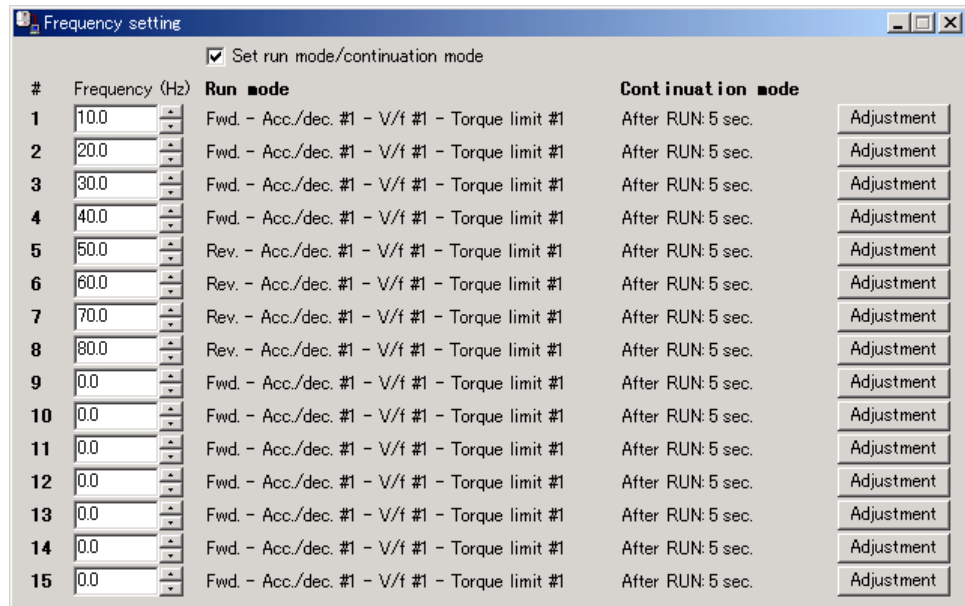 Frequency setting
Set run mode/continuation mode
# Frequency (Hz) Run mode Continuation mode
1 10.0 Fwd. - Acc./dec. #1 - V/f #1 - Torque limit #1 After RUN: 5 sec. Adjustment
2 20.0 Fwd. - Acc./dec. #1 - V/f #1 - Torque limit #1 After RUN: 5 sec. Adjustment
3 30.0 Fwd. - Acc./dec. #1 - V/f #1 - Torque limit #1 After RUN: 5 sec. Adjustment
4 40.0 Fwd. - Acc./dec. #1 - V/f #1 - Torque limit #1 After RUN: 5 sec. Adjustment
5 50.0 Rev. - Acc./dec. #1 - V/f #1 - Torque limit #1 After RUN: 5 sec. Adjustment
6 60.0 Rev. - Acc./dec. #1 - V/f #1 - Torque limit #1 After RUN: 5 sec. Adjustment
7 70.0 Rev. - Acc./dec. #1 - V/f #1 - Torque limit #1 After RUN: 5 sec. Adjustment
8 80.0 Rev. - Acc./dec. #1 - V/f #1 - Torque limit #1 After RUN: 5 sec. Adjustment
9 0.0 Fwd. - Acc./dec. #1 - V/f #1 - Torque limit #1 After RUN: 5 sec. Adjustment
10 0.0 Fwd. - Acc./dec. #1 - V/f #1 - Torque limit #1 After RUN: 5 sec. Adjustment
11 0.0 Fwd. - Acc./dec. #1 - V/f #1 - Torque limit #1 After RUN: 5 sec. Adjustment
12 0.0 Fwd. - Acc./dec. #1 - V/f #1 - Torque limit #1 After RUN: 5 sec. Adjustment
13 0.0 Fwd. - Acc./dec. #1 - V/f #1 - Torque limit #1 After RUN: 5 sec. Adjustment
14 0.0 Fwd. - Acc./dec. #1 - V/f #1 - Torque limit #1 After RUN: 5 sec. Adjustment
15 0.0 Fwd. - Acc./dec. #1 - V/f #1 - Torque limit #1 After RUN: 5 sec. Adjustment